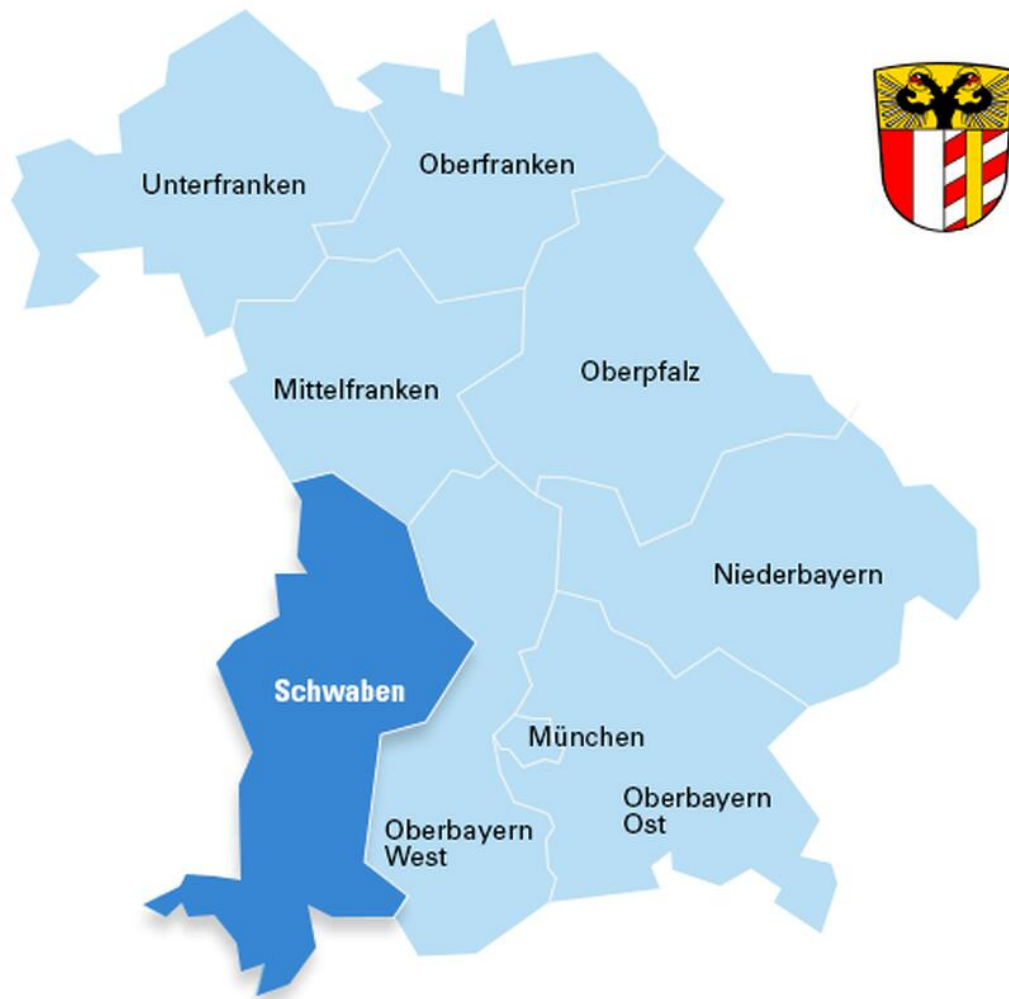 Unterfranken
Oberfranken
Mittelfranken
Oberpfalz
Niederbayern
Schwaben
München
Oberbayern
West
Oberbayern
Ost